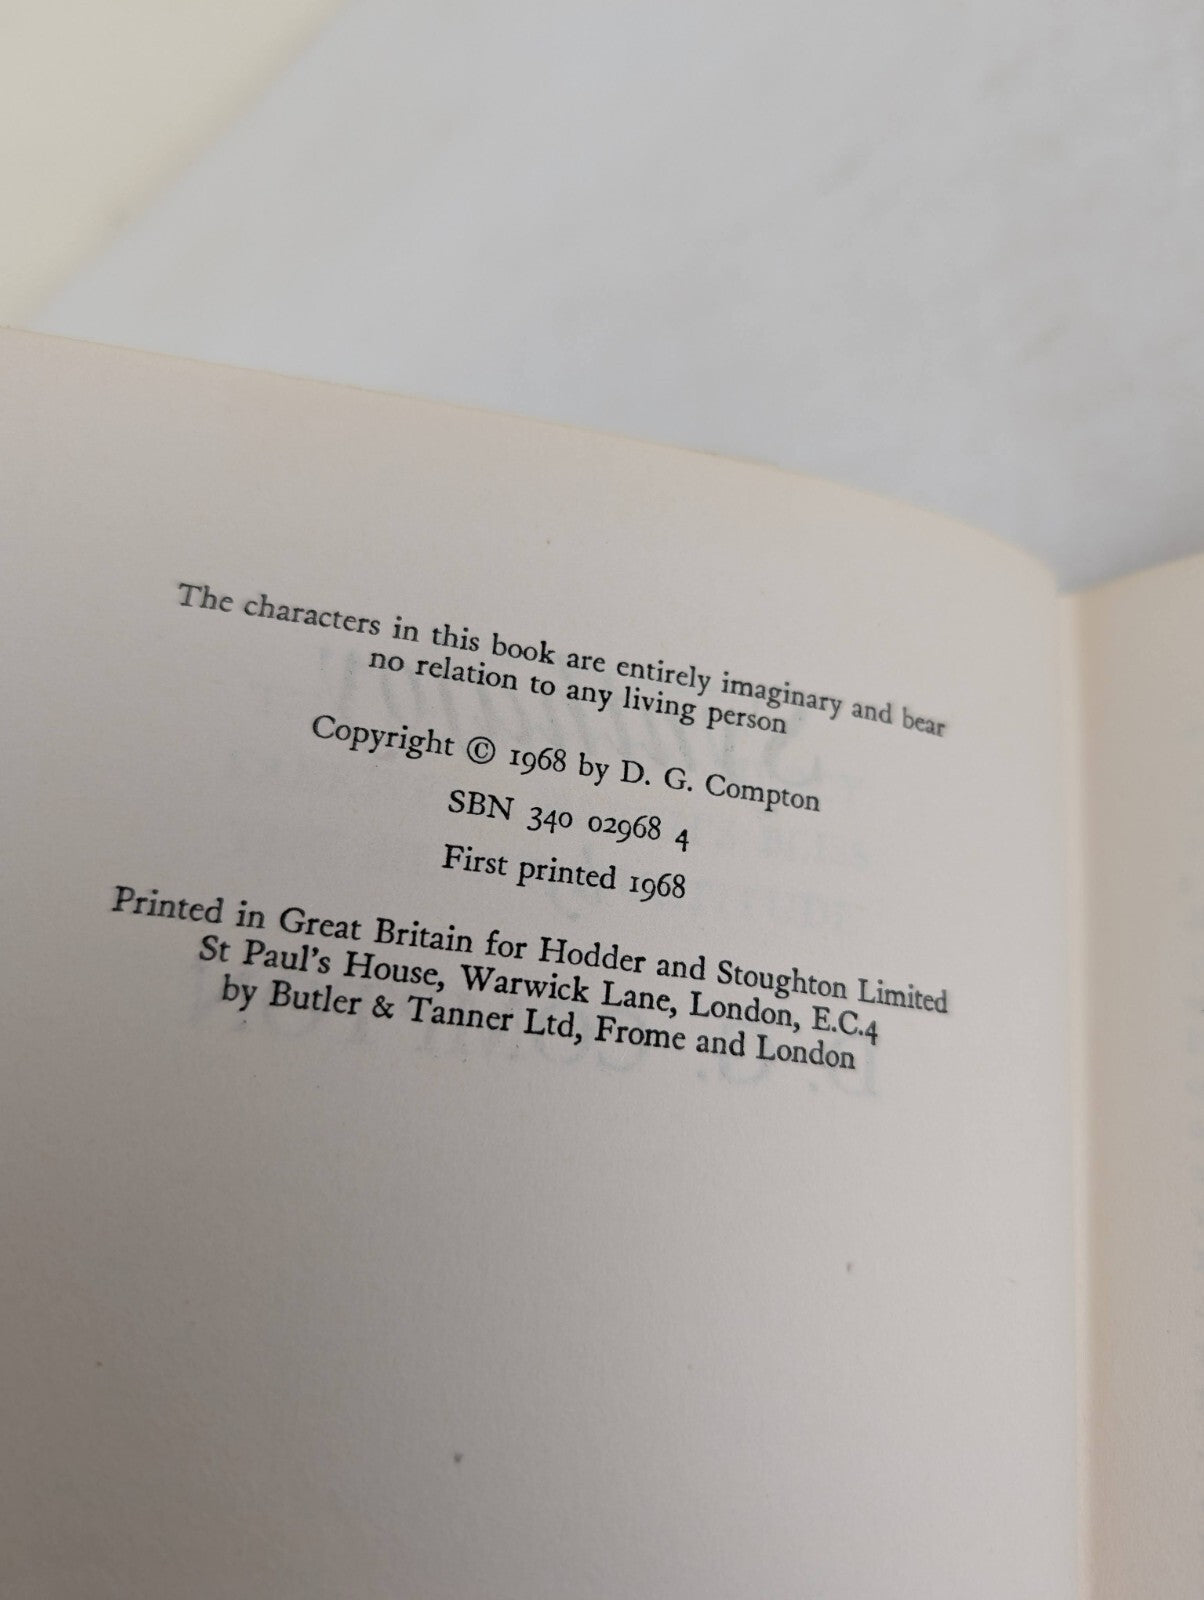 The characters in this book are entirely imaginary and bear
no relation to any living person
Copyright © 1968 by D. G. Compton
SBN 340 02968 4
First printed 1968
Printed in Great Britain for Hodder and Stoughton Limited
St Paul's House, Warwick Lane, London, E.C.4
by Butler & Tanner Ltd, Frome and London